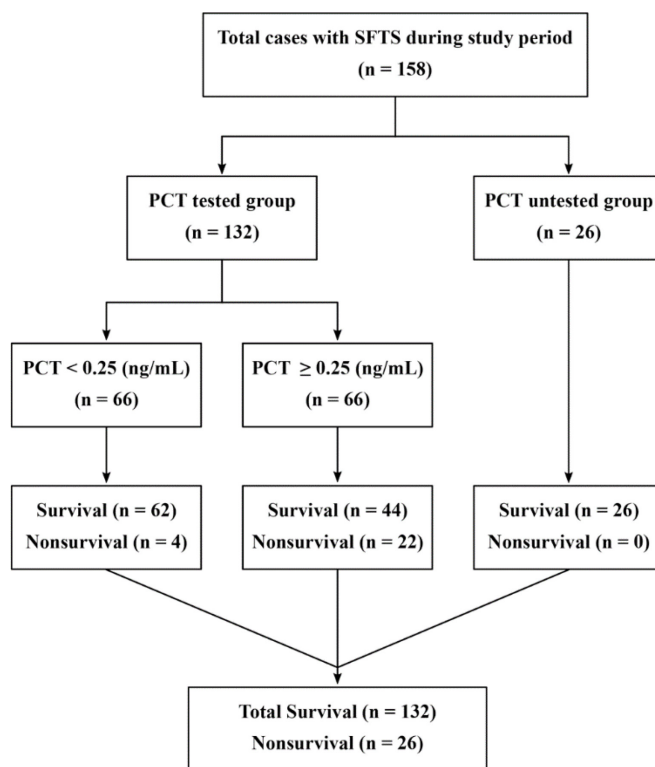 Total cases with SFTS during study period
(n = 158)
PCT tested group
(n = 132)
PCT untested group
(n = 26)
PCT < 0.25 (ng/mL)
(n = 66)
PCT ≥ 0.25 (ng/mL)
(n = 66)
Survival (n = 62)
Nonsurvival (n = 4)
Survival (n = 44)
Nonsurvival (n = 22)
Survival (n = 26)
Nonsurvival (n = 0)
Total Survival (n = 132)
Nonsurvival (n = 26)